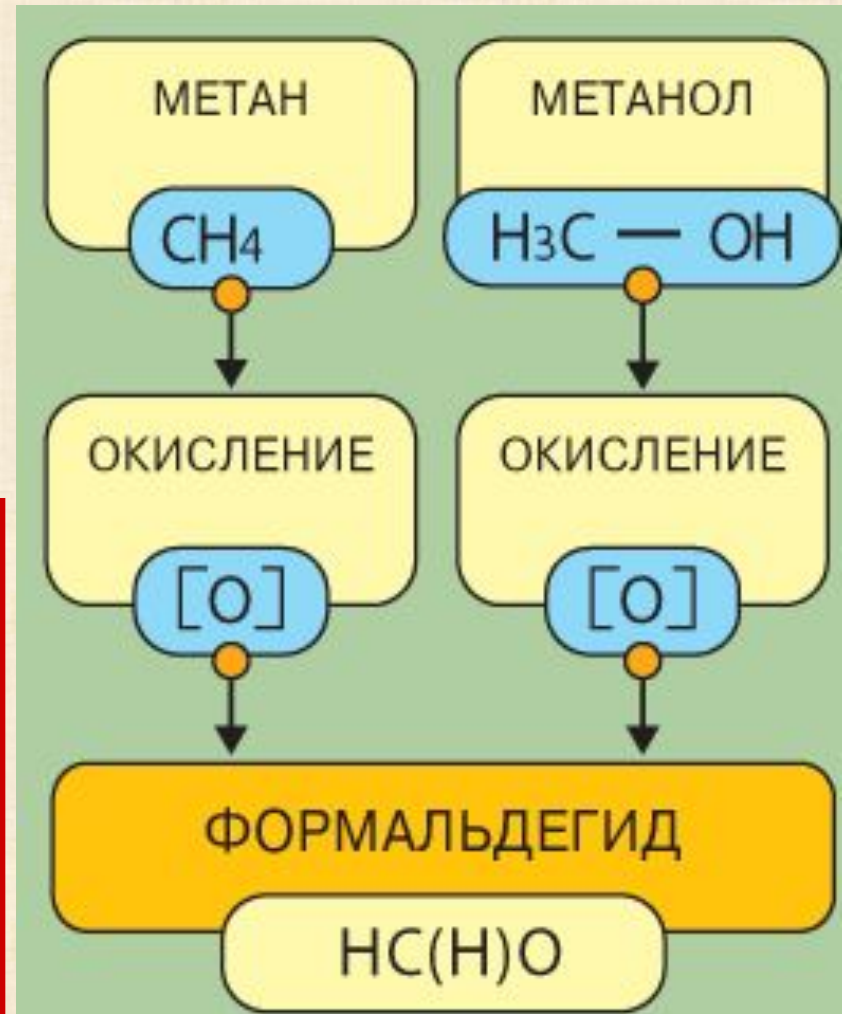 МЕТАН
CH4
ОКИСЛЕНИЕ
[O]
МЕТАНОЛ
H3C — OH
ОКИСЛЕНИЕ
[O]
ФОРМАЛЬДЕГИД
HC(H)O